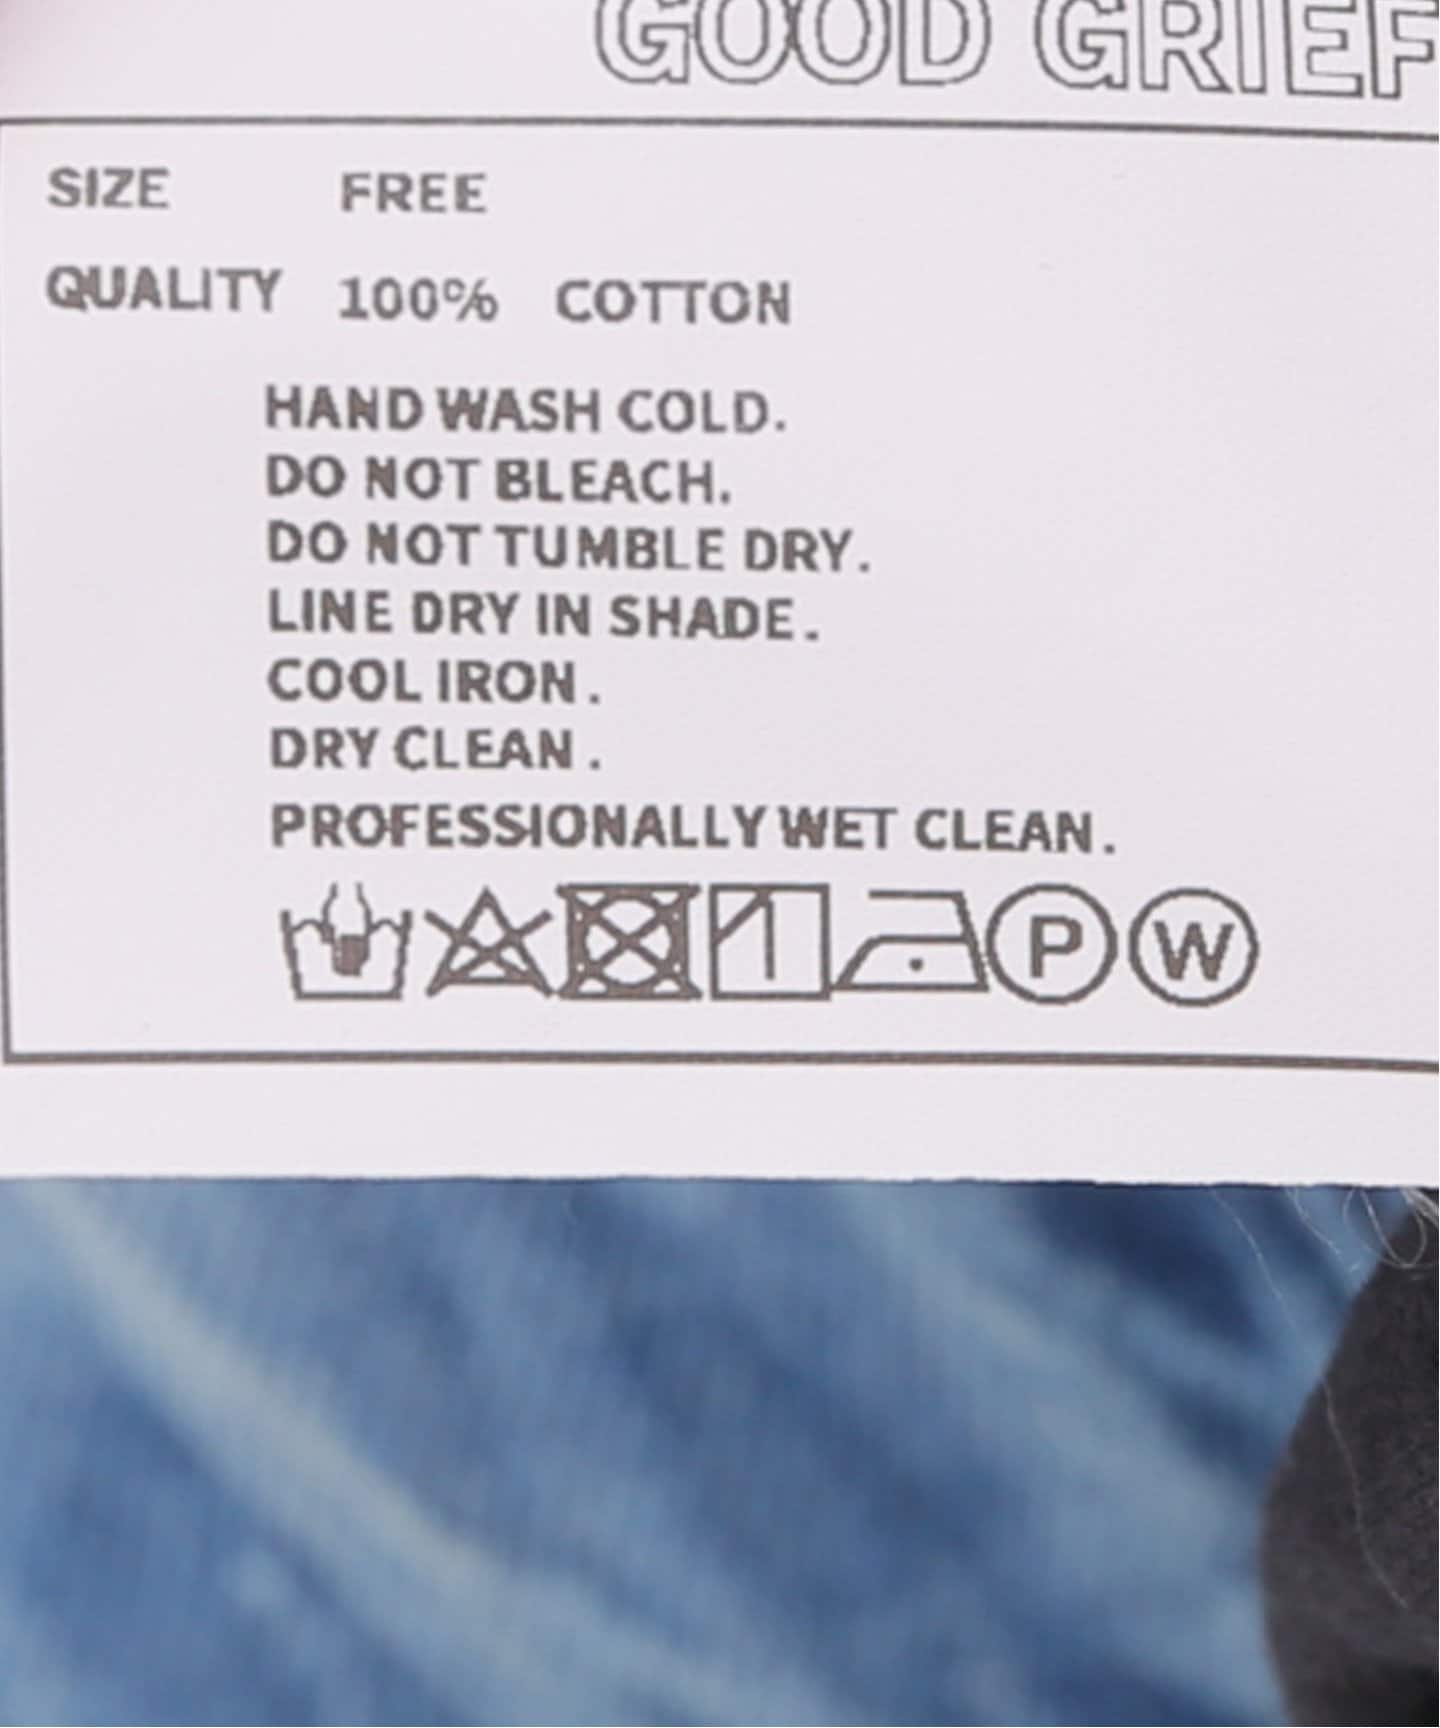 GOOD GRIEF
SIZE FREE
QUALITY 100% COTTON
HAND WASH COLD.
DO NOT BLEACH.
DO NOT TUMBLE DRY.
LINE DRY IN SHADE.
COOL IRON.
DRY CLEAN.
PROFESSIONALLY WET CLEAN.
P W